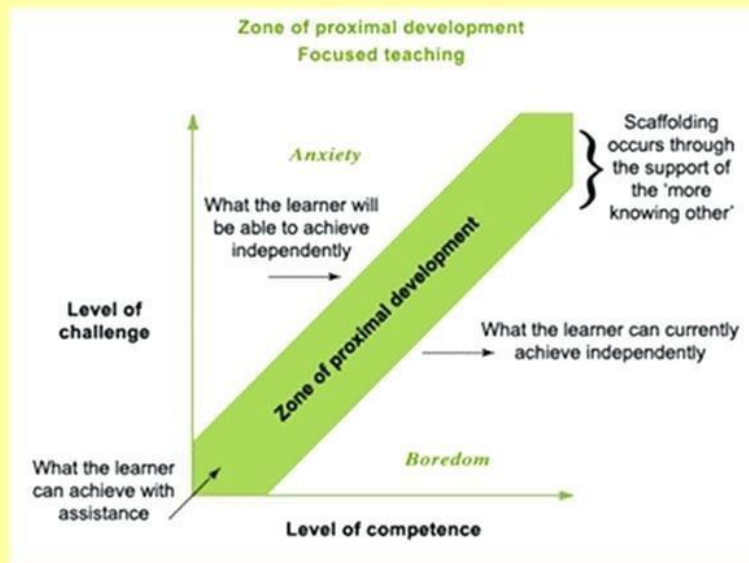 Zone of proximal development
Focused teaching
Anxiety
What the learner will
be able to achieve
independently
Scaffolding
occurs through
the support of
the 'more
knowing other'
Level of
challenge
Zone of proximal development
What the learner can currently
achieve independently
What the learner
can achieve with
assistance
Boredom
Level of competence